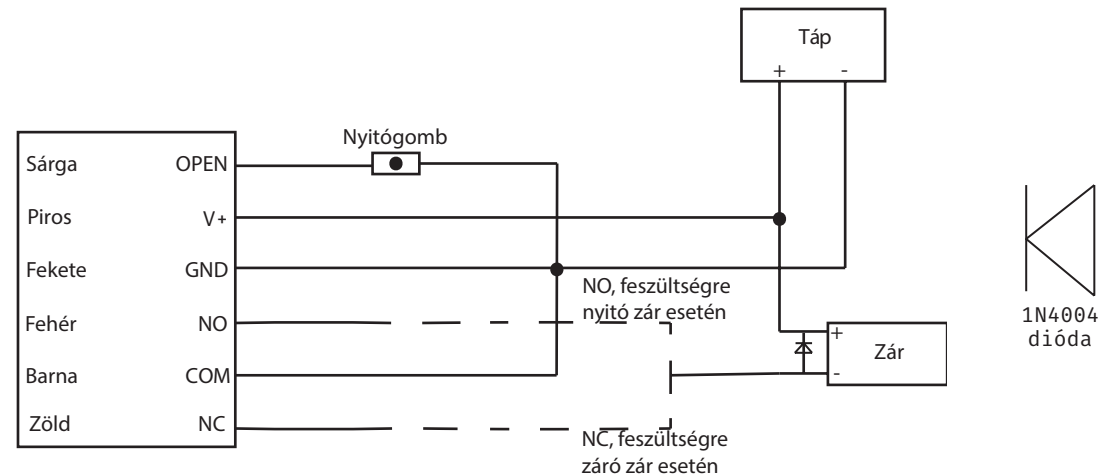 Táp
+ -
Nyitógomb
Sárga OPEN
Piros V+
Fekete GND
NO, feszültségre
nyitó zár esetén
Fehér NO
1N4004
dióda
+
Zár
-
Barna COM
Zöld NC
NC, feszültségre
záró zár esetén